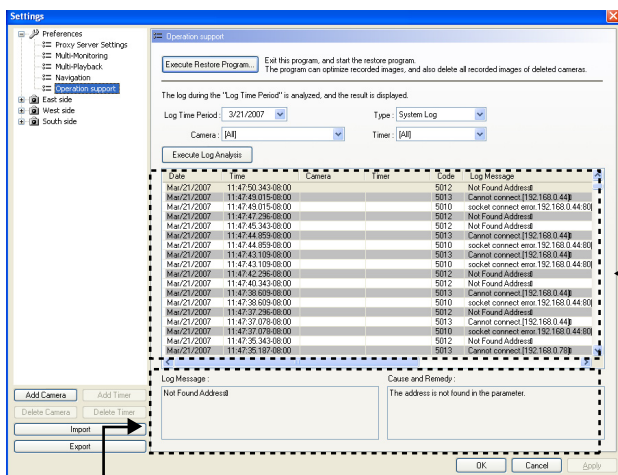 Settings
Preferences
Proxy Server Settings
Multi-Monitoring
Multi-Playback
Navigation
Operation support
East side
West side
South side
Add Camera Add Timer
Delete Camera Delete Timer
Import
Export
Operation support
Execute Restore Program...
Exit this program, and start the restore program.
The program can optimize recorded images, and also delete all recorded images of deleted cameras.
The log during the "Log Time Period" is analyzed, and the result is displayed.
Log Time Period : 3/21/2007 Type : System Log
Camera : [All] Timer : [All]
Execute Log Analysis
Date Time Camera Timer Code Log Message
Mar/21/2007 11:47:50.343-08:00 5012 Not Found Address
Mar/21/2007 11:47:49.015-08:00 5013 Cannot connect.[192.168.0.44]
Mar/21/2007 11:47:49.015-08:00 5010 socket connect error.192.168.0.44:80
Mar/21/2007 11:47:47.296-08:00 5012 Not Found Address
Mar/21/2007 11:47:45.343-08:00 5012 Not Found Address
Mar/21/2007 11:47:44.859-08:00 5013 Cannot connect.[192.168.0.44]
Mar/21/2007 11:47:44.859-08:00 5010 socket connect error.192.168.0.44:80
Mar/21/2007 11:47:43.109-08:00 5013 Cannot connect.[192.168.0.44]
Mar/21/2007 11:47:43.109-08:00 5010 socket connect error.192.168.0.44:80
Mar/21/2007 11:47:42.296-08:00 5012 Not Found Address
Mar/21/2007 11:47:40.343-08:00 5012 Not Found Address
Mar/21/2007 11:47:38.609-08:00 5013 Cannot connect.[192.168.0.44]
Mar/21/2007 11:47:38.609-08:00 5010 socket connect error.192.168.0.44:80
Mar/21/2007 11:47:37.296-08:00 5012 Not Found Address
Mar/21/2007 11:47:37.078-08:00 5013 Cannot connect.[192.168.0.44]
Mar/21/2007 11:47:37.078-08:00 5010 socket connect error.192.168.0.44:80
Mar/21/2007 11:47:35.343-08:00 5012 Not Found Address
Mar/21/2007 11:47:35.187-08:00 5013 Cannot connect.[192.168.0.78]
Log Message : Cause and Remedy :
Not Found Address The address is not found in the parameter.
OK Cancel Apply